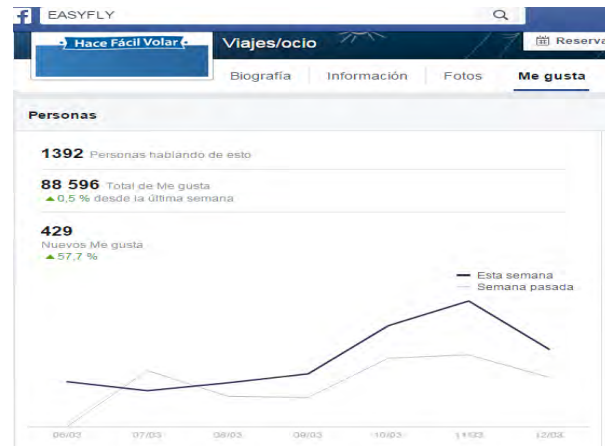 f EASYFLY
Hace Fácil Volar
Viajes/ocio
Reserva
Biografía Información Fotos Me gusta
Personas
1392 Personas hablando de esto
88 596 Total de Me gusta
▲ 0,5 % desde la última semana
429
Nuevos Me gusta
▲ 57,7 %
Esta semana
Semana pasada
06/03 07/03 08/03 09/03 10/03 11/03 12/03